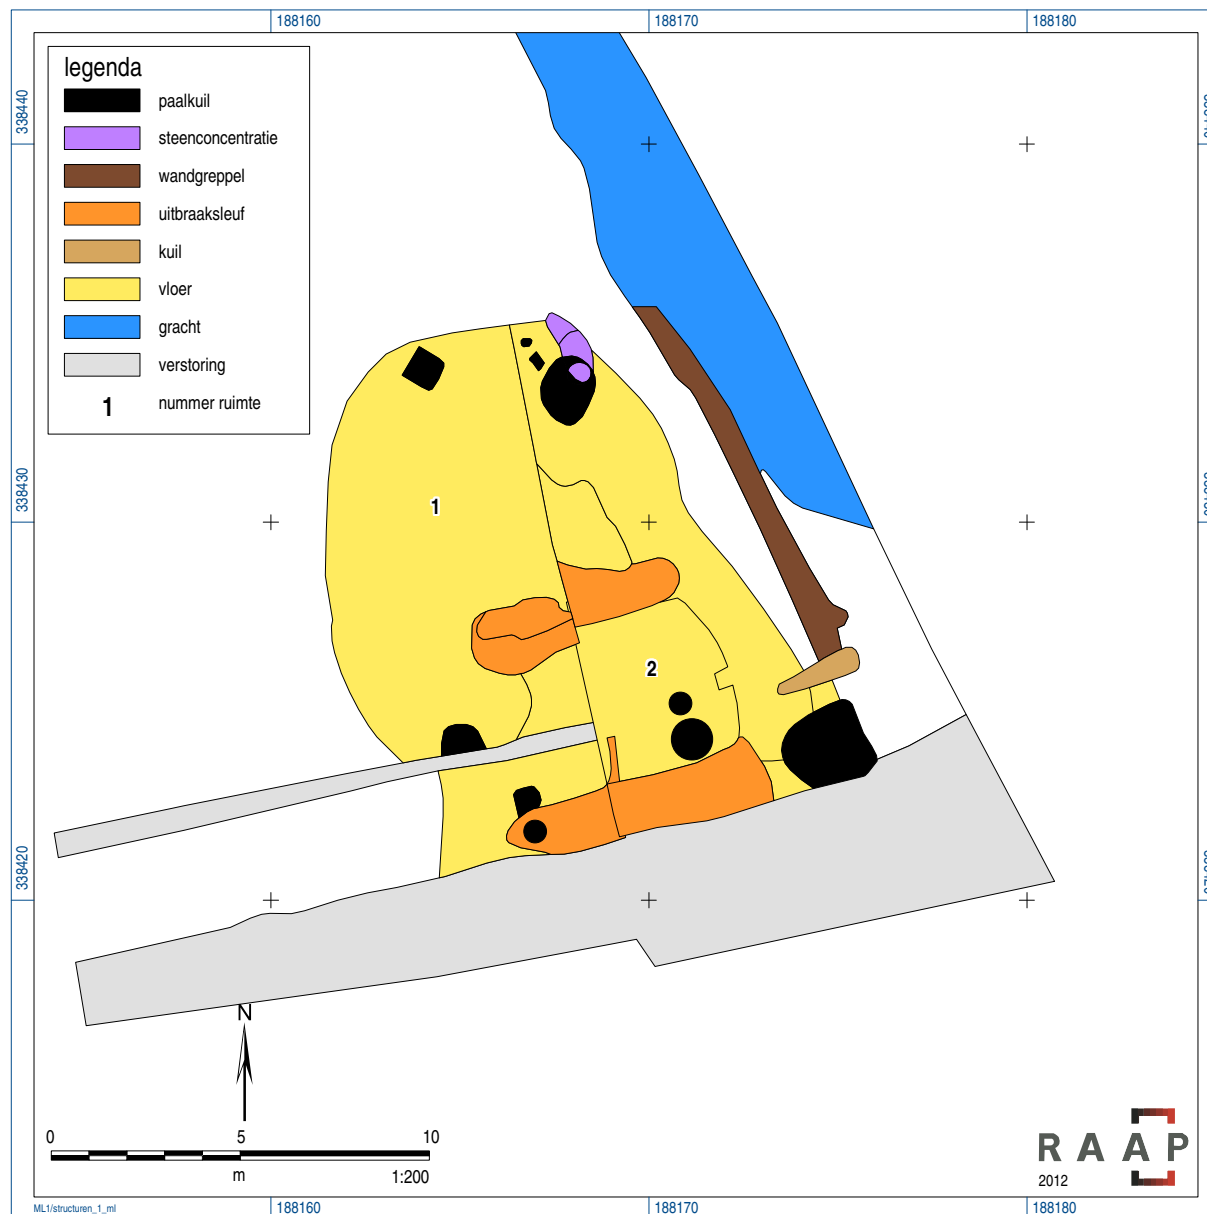 188160
188170
188180
338440
legenda
paalkuil
steenconcentratie
wandgreppel
uitbraaksleuf
kuil
vloer
gracht
verstoring
1 nummer ruimte
338430
1
2
338420
N
0 5 10
m 1:200
RAAP
2012
ML1/structuren_1_ml
188160
188170
188180